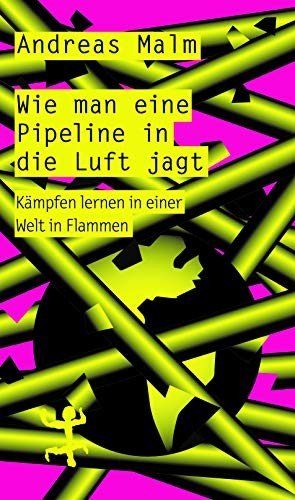 Andreas Malm
Wie man eine
Pipeline in
die Luft jagt
Kämpfen lernen in einer
Welt in Flammen